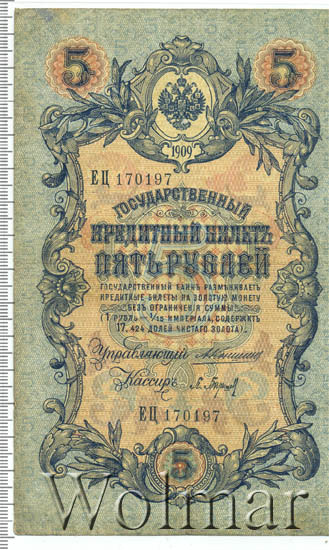 5 5
1909
ЕЦ 170197
ГОСУДАРСТВЕННЫЙ
КРЕДИТНЫЙ БИЛЕТЪ
ПЯТЬ РУБЛЕЙ
ГОСУДАРСТВЕННЫЙ БАНКЪ РАЗМѢНИВАЕТЪ
КРЕДИТНЫЕ БИЛЕТЫ НА ЗОЛОТУЮ МОНЕТУ
БЕЗЪ ОГРАНИЧЕНІЯ СУММЫ
(1 РУБЛЬ = 1/15 ИМПЕРІАЛА, СОДЕРЖИТЪ
17,424 ДОЛЕЙ ЧИСТАГО ЗОЛОТА).
Управляющій
Кассиръ
ЕЦ 170197
5
Wolmar